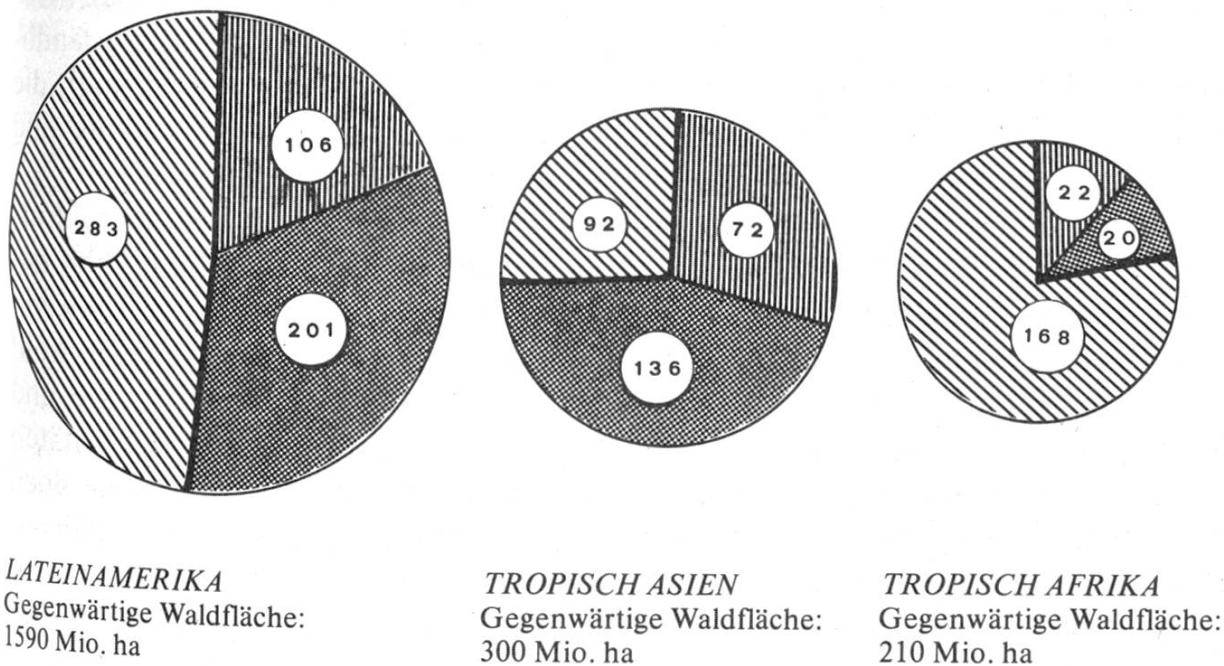 106
283
201
92
72
136
22
20
168
LATEINAMERIKA
Gegenwärtige Waldfläche:
1590 Mio. ha
TROPISCH ASIEN
Gegenwärtige Waldfläche:
300 Mio. ha
TROPISCH AFRIKA
Gegenwärtige Waldfläche:
210 Mio. ha